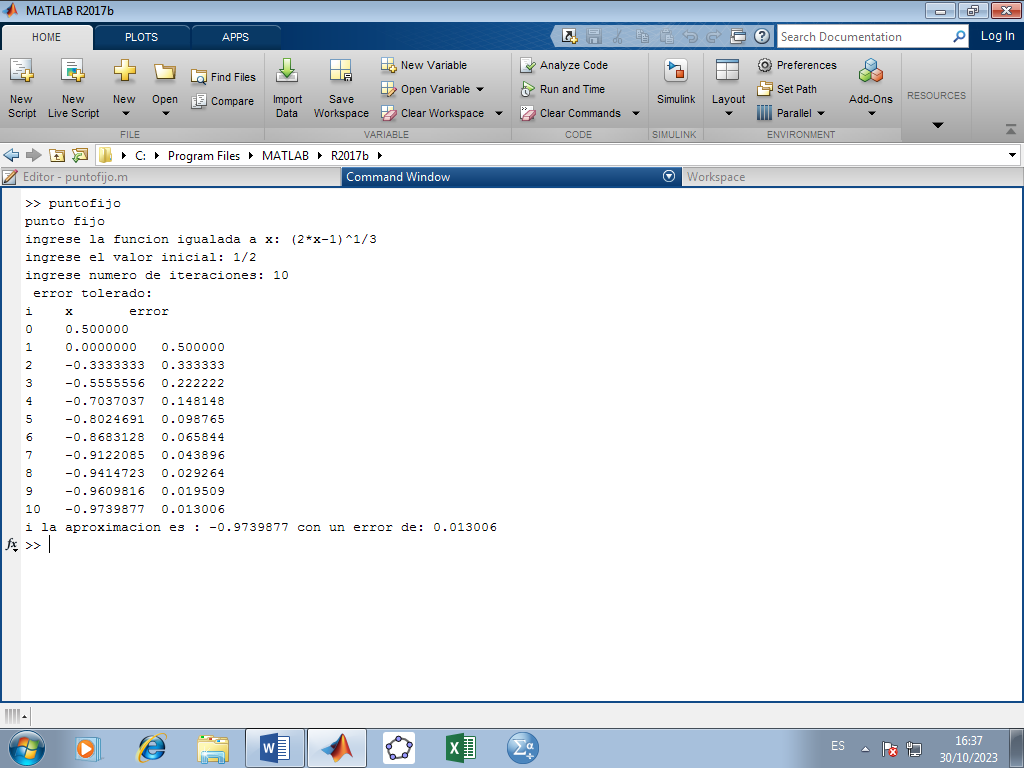 MATLAB R2017b
HOME PLOTS APPS Search Documentation Log In
New Script New Live Script New Open Find Files Compare Import Data Save Workspace New Variable Open Variable Clear Workspace Analyze Code Run and Time Clear Commands Simulink Layout Preferences Set Path Parallel Add-Ons RESOURCES
FILE VARIABLE CODE SIMULINK ENVIRONMENT
C: Program Files MATLAB R2017b
Editor - puntofijo.m Command Window Workspace
>> puntofijo
punto fijo
ingrese la funcion igualada a x: (2*x-1)^1/3
ingrese el valor inicial: 1/2
ingrese numero de iteraciones: 10
error tolerado:
i x error
0 0.500000
1 0.0000000 0.500000
2 -0.3333333 0.333333
3 -0.5555556 0.222222
4 -0.7037037 0.148148
5 -0.8024691 0.098765
6 -0.8683128 0.065844
7 -0.9122085 0.043896
8 -0.9414723 0.029264
9 -0.9609816 0.019509
10 -0.9739877 0.013006
i la aproximacion es : -0.9739877 con un error de: 0.013006
fx >>
ES 16:37
30/10/2023